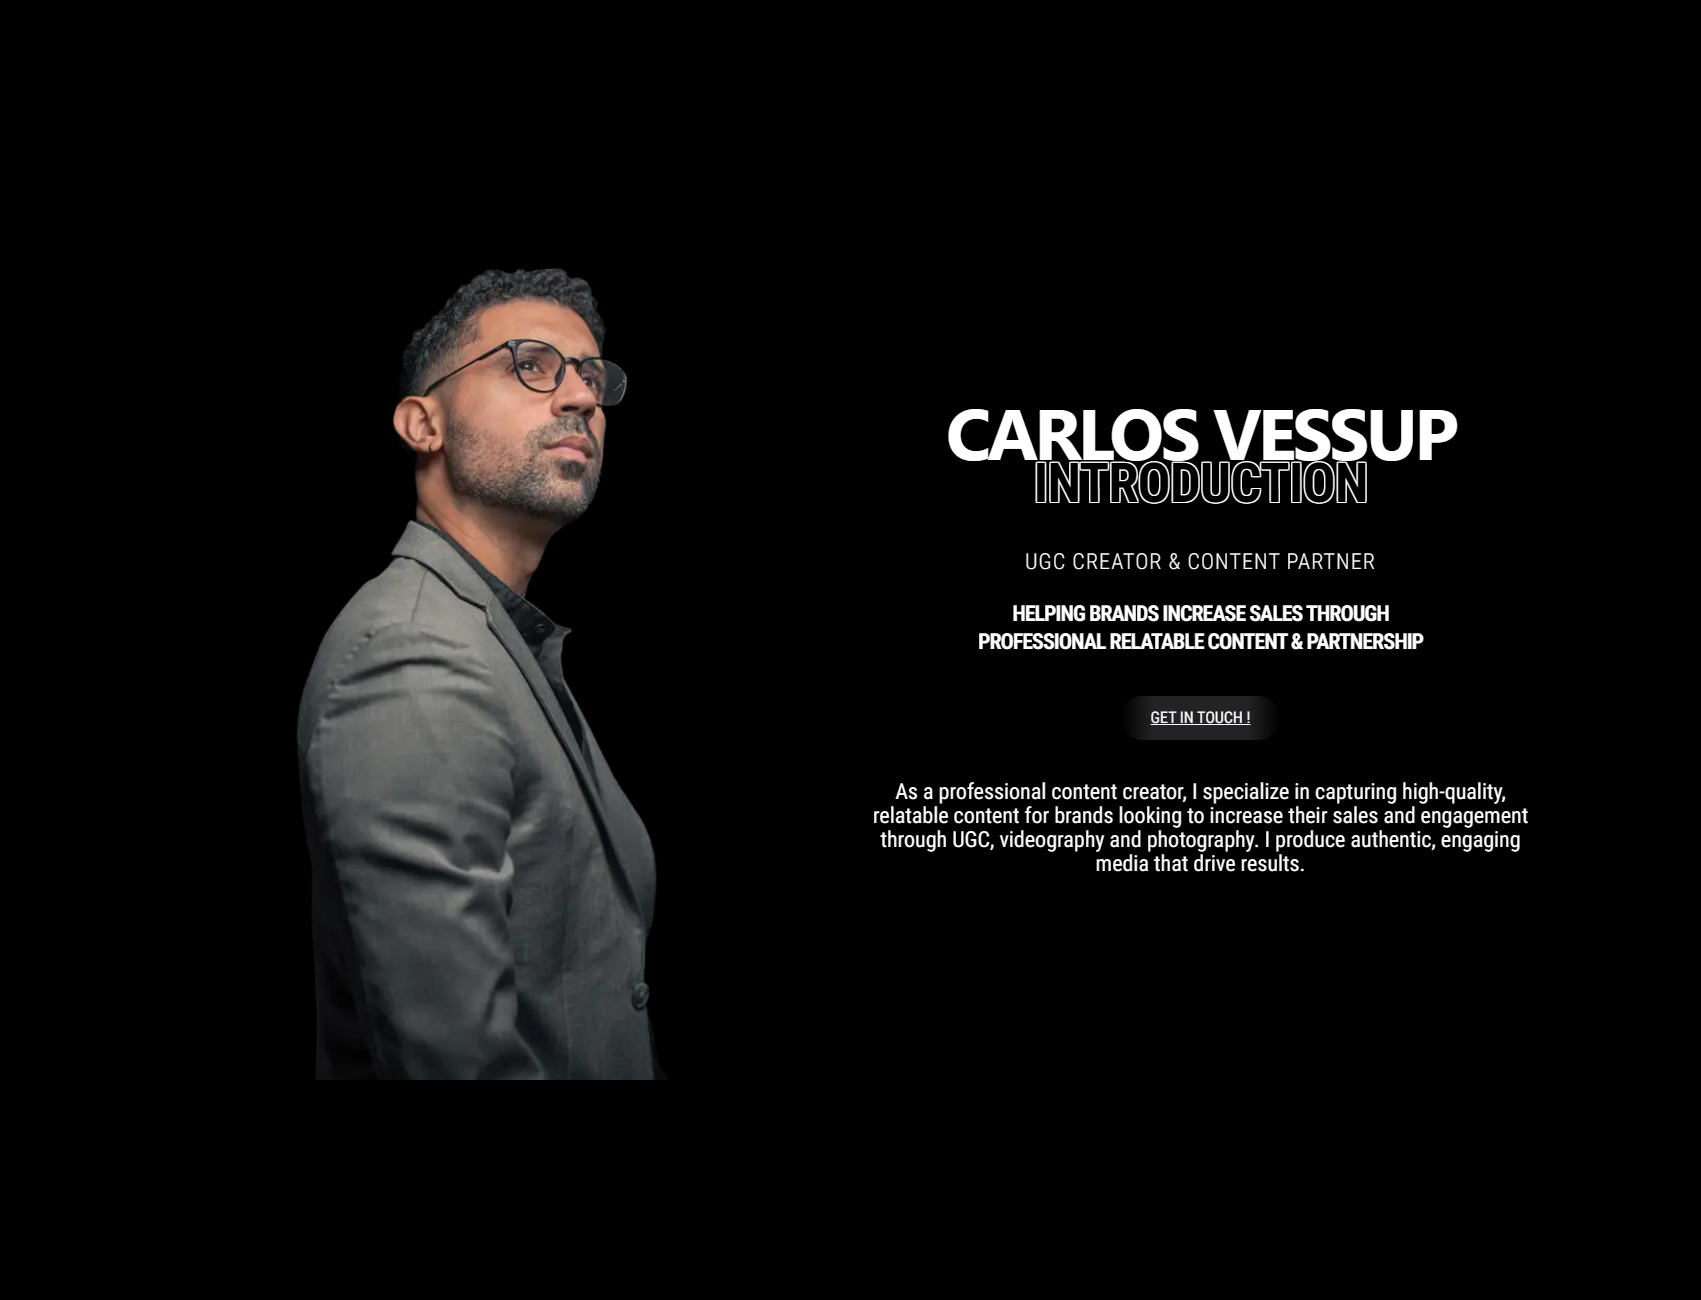 CARLOS VESSUP
INTRODUCTION
UGC CREATOR & CONTENT PARTNER
HELPING BRANDS INCREASE SALES THROUGH
PROFESSIONAL RELATABLE CONTENT & PARTNERSHIP
GET IN TOUCH !
As a professional content creator, I specialize in capturing high-quality,
relatable content for brands looking to increase their sales and engagement
through UGC, videography and photography. I produce authentic, engaging
media that drive results.